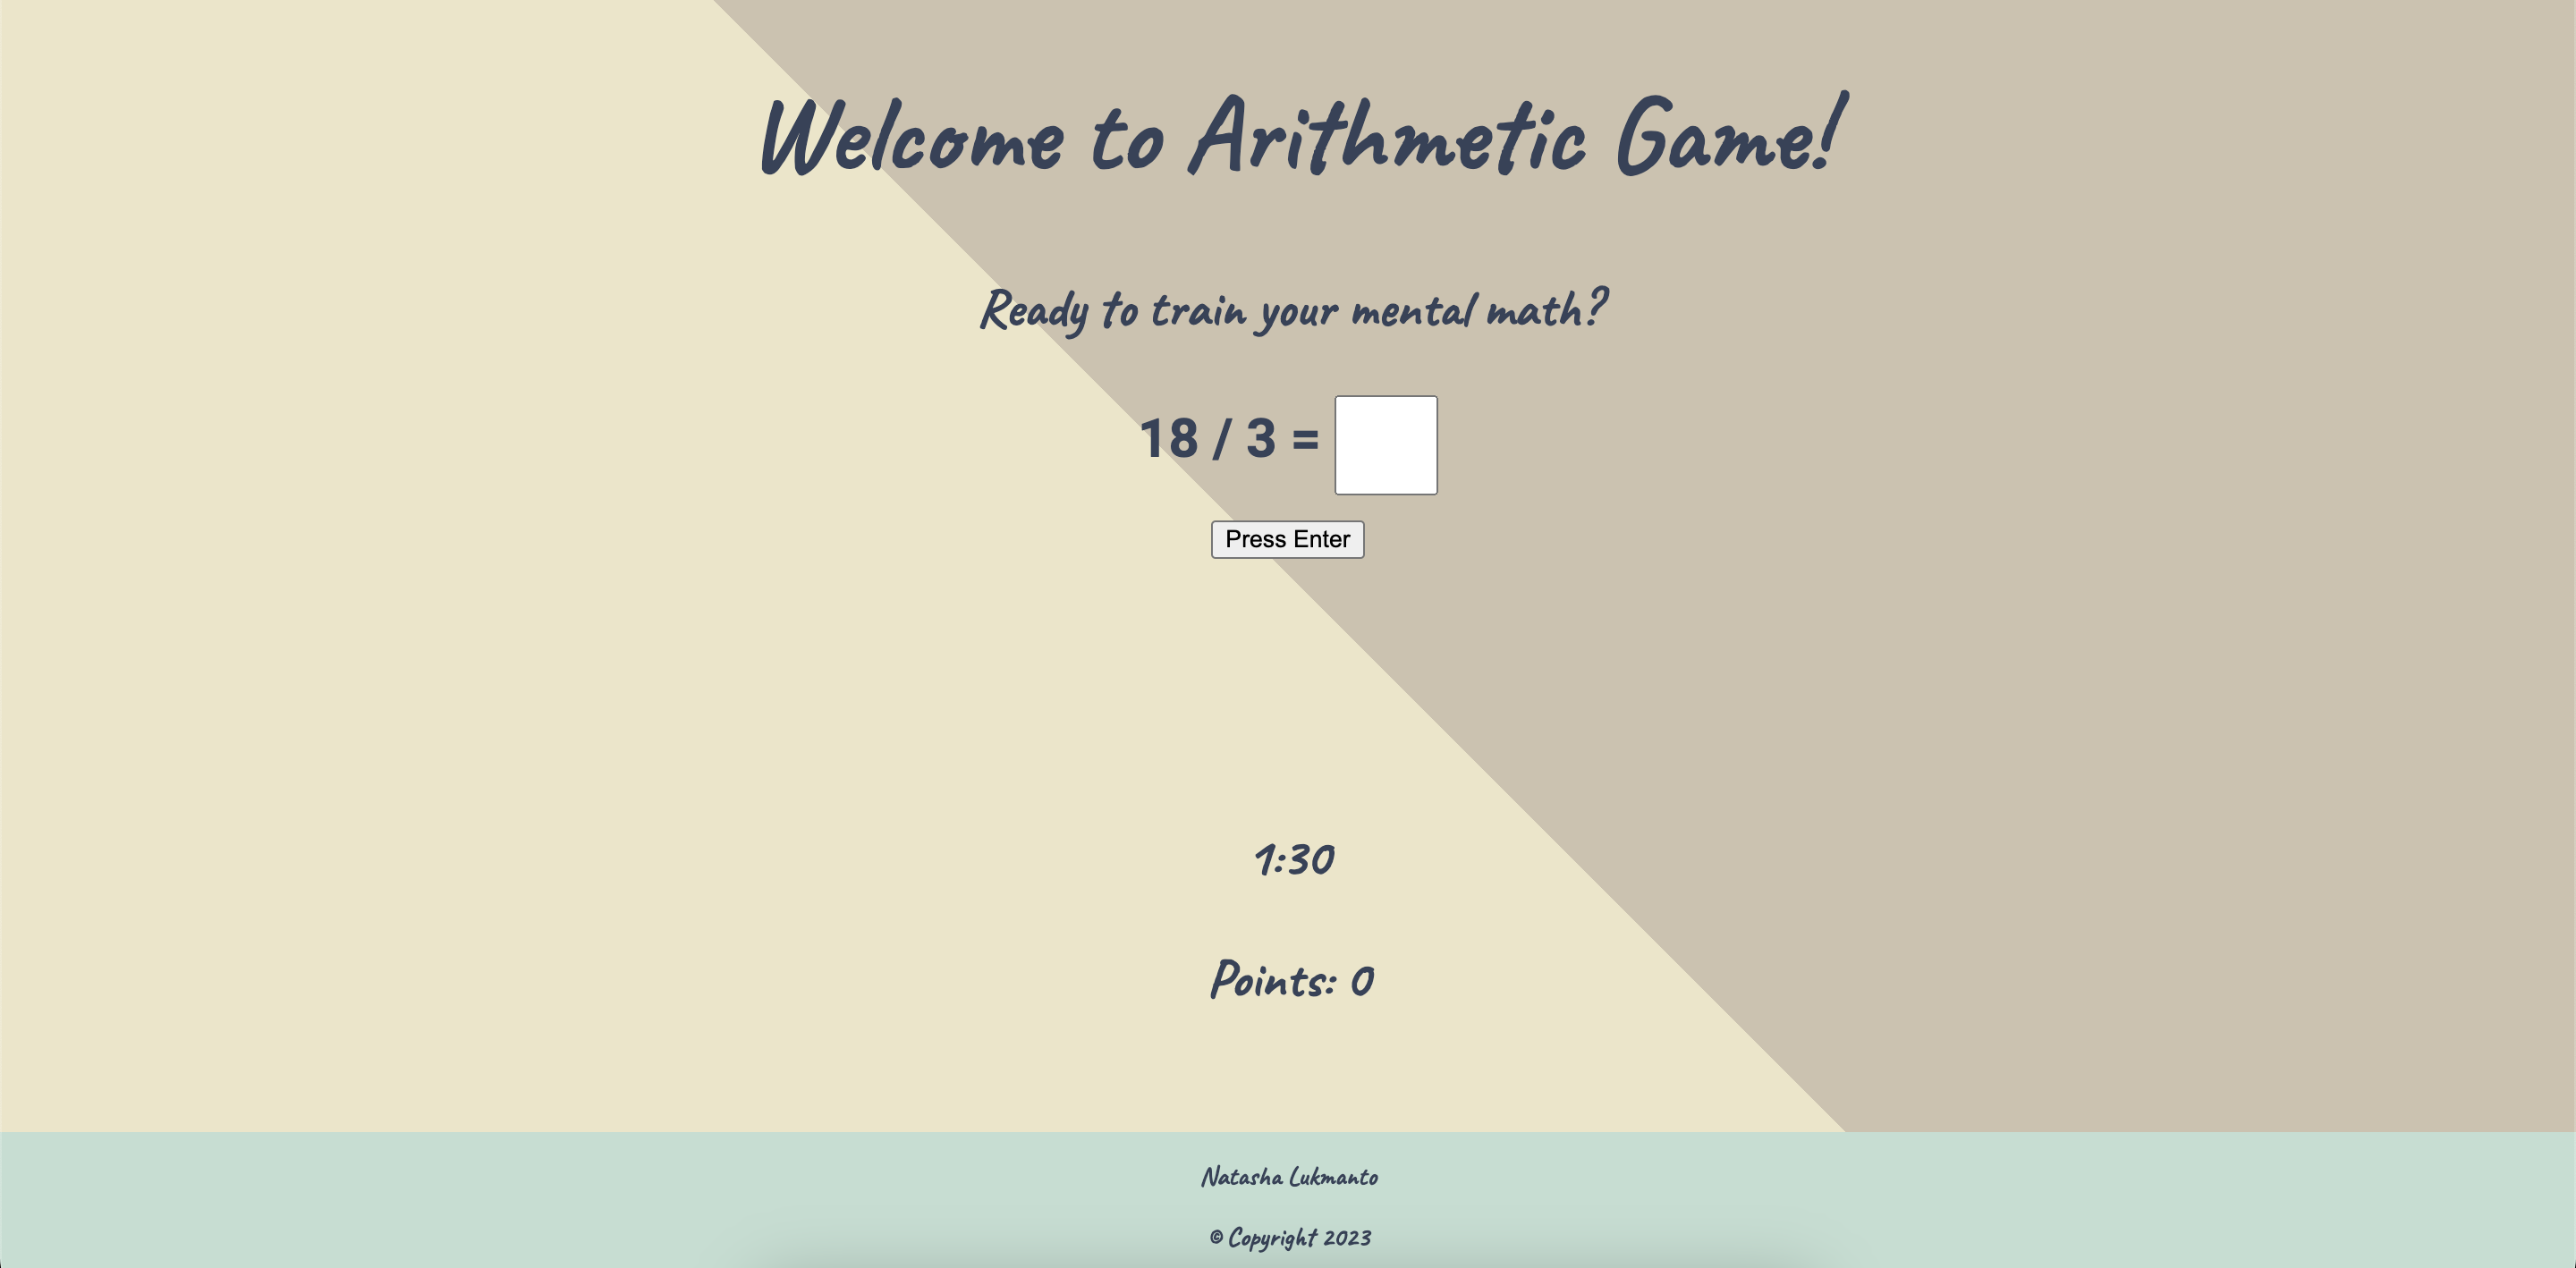 Welcome to Arithmetic Game!
Ready to train your mental math?
18 / 3 =
Press Enter
1:30
Points: 0
Natasha Lukmanto
© Copyright 2023